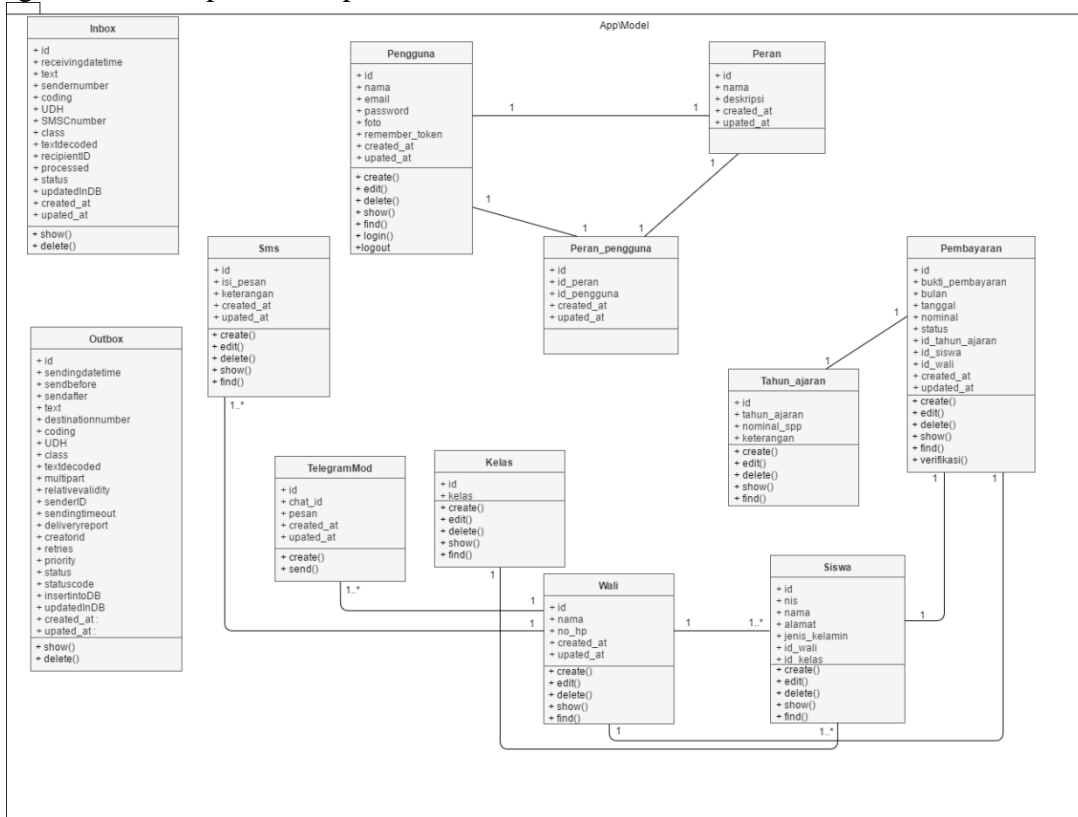 App\Model
Inbox
+ id
+ receivingdatetime
+ text
+ sendernumber
+ coding
+ UDH
+ SMSCnumber
+ class
+ textdecoded
+ recipientID
+ processed
+ status
+ updatedInDB
+ created_at
+ upated_at
+ show()
+ delete()
Pengguna
+ id
+ nama
+ email
+ password
+ foto
+ remember_token
+ created_at
+ upated_at
+ create()
+ edit()
+ delete()
+ show()
+ find()
+ login()
+logout
1
1
Peran
+ id
+ nama
+ deskripsi
+ created_at
+ upated_at
1
1
1
1
Sms
+ id
+ isi_pesan
+ keterangan
+ created_at
+ upated_at
+ create()
+ edit()
+ delete()
+ show()
+ find()
1..*
Peran_pengguna
+ id
+ id_peran
+ id_pengguna
+ created_at
+ upated_at
Pembayaran
+ id
+ bukti_pembayaran
+ bulan
+ tanggal
+ nominal
+ status
+ id_tahun_ajaran
+ id_siswa
+ id_wali
+ created_at
+ updated_at
+ create()
+ edit()
+ delete()
+ show()
+ find()
+ verifikasi()
1
1
1
1
Outbox
+ id
+ sendingdatetime
+ sendbefore
+ sendafter
+ text
+ destinationnumber
+ coding
+ UDH
+ class
+ textdecoded
+ multipart
+ relativevalidity
+ senderID
+ sendingtimeout
+ deliveryreport
+ creatorid
+ retries
+ priority
+ status
+ statuscode
+ insertintoDB
+ updatedInDB
+ created_at :
+ upated_at :
+ show()
+ delete()
Tahun_ajaran
+ id
+ tahun_ajaran
+ nominal_spp
+ keterangan
+ create()
+ edit()
+ delete()
+ show()
+ find()
TelegramMod
+ id
+ chat_id
+ pesan
+ created_at
+ upated_at
+ create()
+ send()
1..*
Kelas
+ id
+ kelas
+ create()
+ edit()
+ delete()
+ show()
+ find()
1
Wali
+ id
+ nama
+ no_hp
+ created_at
+ upated_at
+ create()
+ edit()
+ delete()
+ show()
+ find()
1
1
1
1..*
1
Siswa
+ id
+ nis
+ nama
+ alamat
+ jenis_kelamin
+ id_wali
+ id_kelas
+ create()
+ edit()
+ delete()
+ show()
+ find()
1
1..*